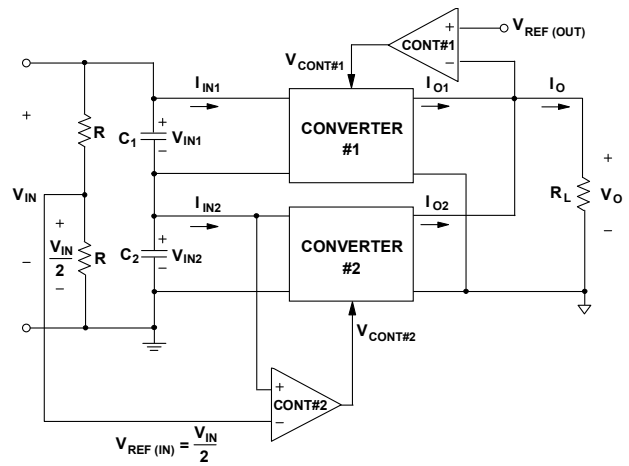 V_REF (OUT)
+
−
CONT#1
V_CONT#1
I_IN1
I_O1
I_O
+
R
C_1
+
V_IN1
−
CONVERTER
#1
V_IN
I_IN2
I_O2
R_L
+
V_O
−
+
V_IN
2
−
R
−
C_2
+
V_IN2
−
CONVERTER
#2
V_CONT#2
+
−
CONT#2
V_REF (IN) = V_IN
2